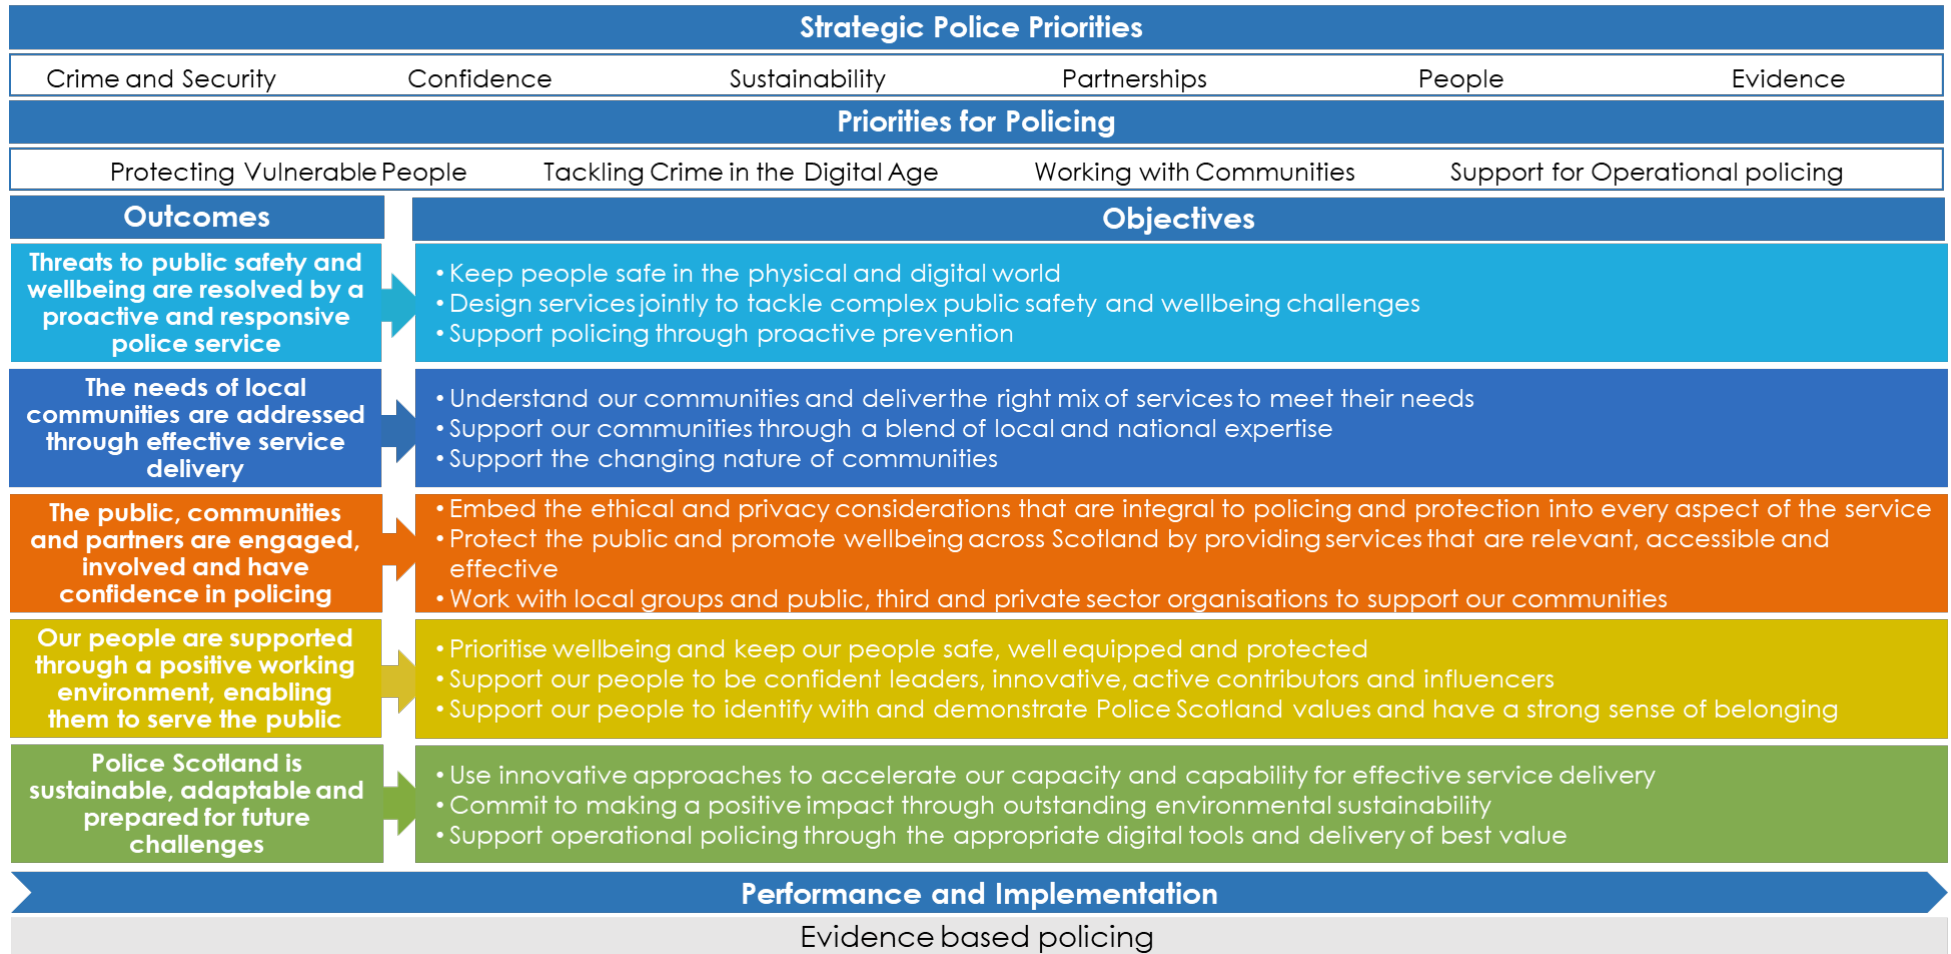 Strategic Police Priorities
Crime and Security Confidence Sustainability Partnerships People Evidence
Priorities for Policing
Protecting Vulnerable People Tackling Crime in the Digital Age Working with Communities Support for Operational policing
Outcomes
Objectives
Threats to public safety and
wellbeing are resolved by a
proactive and responsive
police service
• Keep people safe in the physical and digital world
• Design services jointly to tackle complex public safety and wellbeing challenges
• Support policing through proactive prevention
The needs of local
communities are addressed
through effective service
delivery
• Understand our communities and deliver the right mix of services to meet their needs
• Support our communities through a blend of local and national expertise
• Support the changing nature of communities
The public, communities
and partners are engaged,
involved and have
confidence in policing
• Embed the ethical and privacy considerations that are integral to policing and protection into every aspect of the service
• Protect the public and promote wellbeing across Scotland by providing services that are relevant, accessible and
effective
• Work with local groups and public, third and private sector organisations to support our communities
Our people are supported
through a positive working
environment, enabling
them to serve the public
• Prioritise wellbeing and keep our people safe, well equipped and protected
• Support our people to be confident leaders, innovative, active contributors and influencers
• Support our people to identify with and demonstrate Police Scotland values and have a strong sense of belonging
Police Scotland is
sustainable, adaptable and
prepared for future
challenges
• Use innovative approaches to accelerate our capacity and capability for effective service delivery
• Commit to making a positive impact through outstanding environmental sustainability
• Support operational policing through the appropriate digital tools and delivery of best value
Performance and Implementation
Evidence based policing